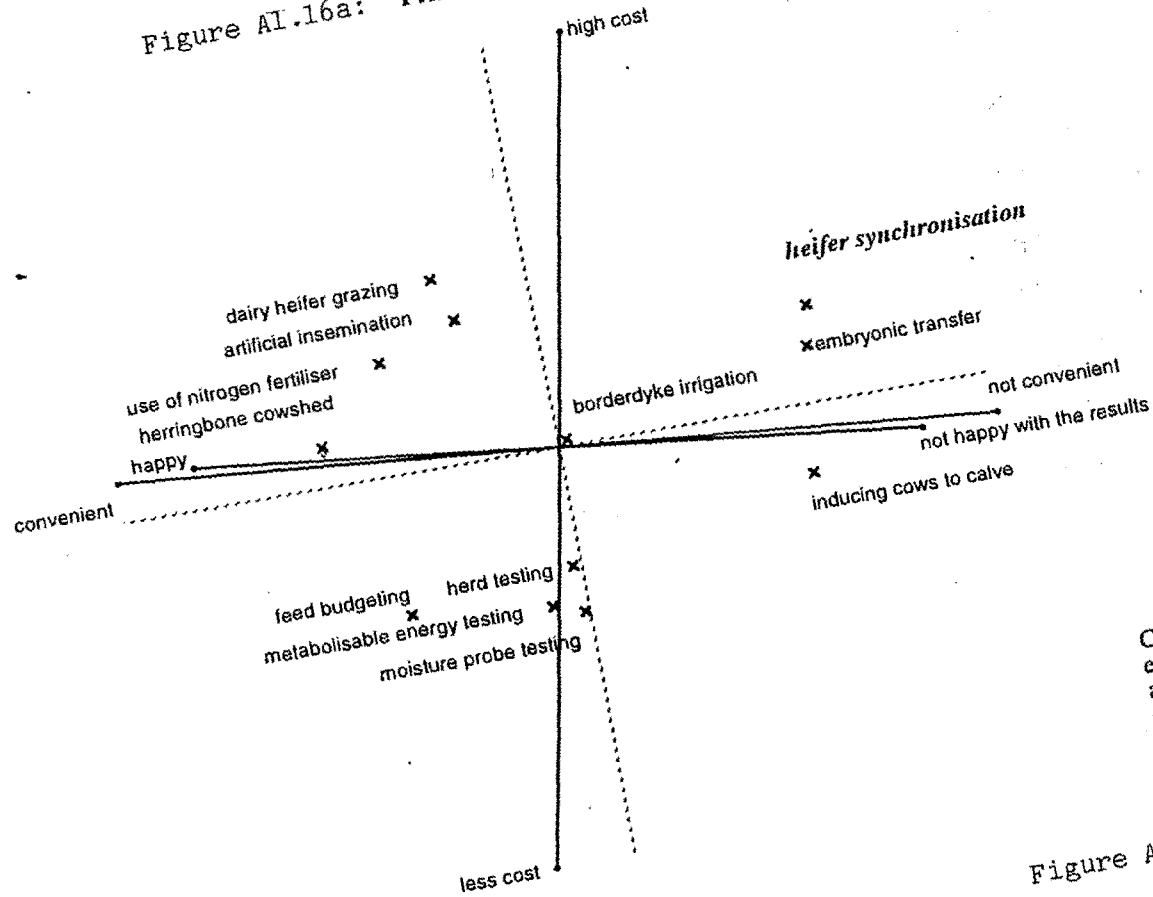 Figure AI.16a:
high cost
heifer synchronisation
dairy heifer grazing
artificial insemination
embryonic transfer
use of nitrogen fertiliser
borderdyke irrigation
not convenient
herringbone cowshed
not happy with the results
happy
inducing cows to calve
convenient
herd testing
feed budgeting
metabolisable energy testing
moisture probe testing
less cost
Figure A